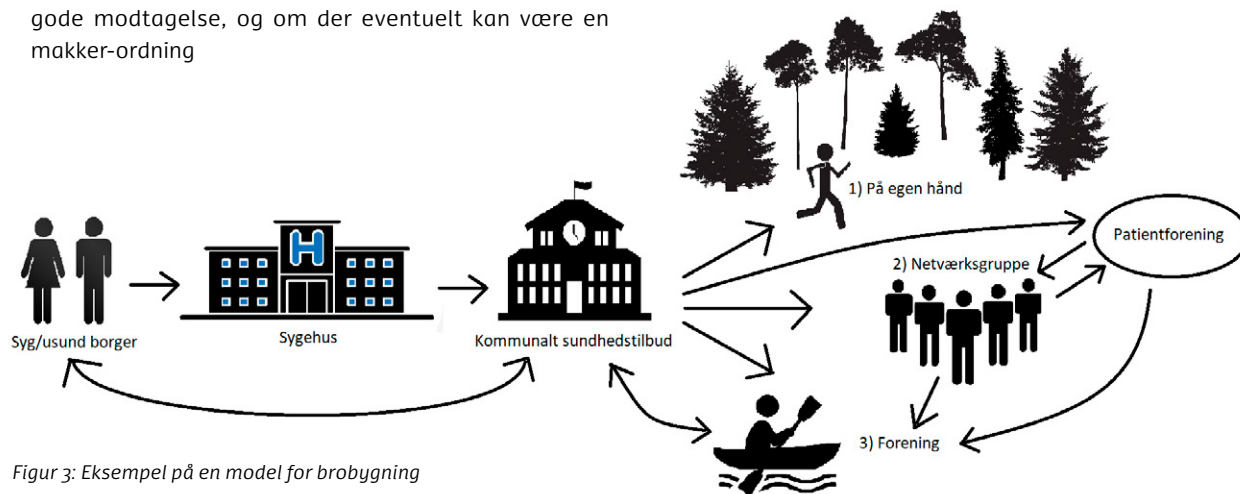 gode modtagelse, og om der eventuelt kan være en
makker-ordning
1) På egen hånd
Patientforening
2) Netværksgruppe
H
Syg/usund borger
Sygehus
Kommunalt sundhedstilbud
3) Forening
Figur 3: Eksempel på en model for brobygning